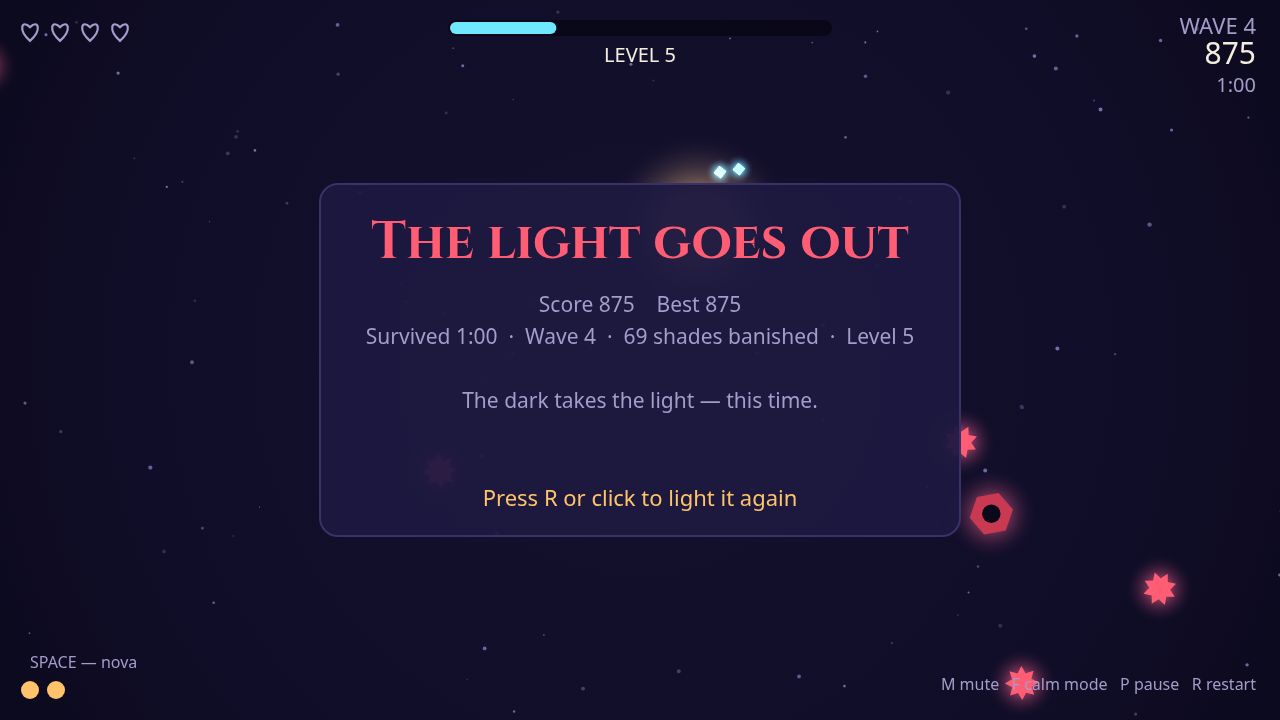 WAVE 4
875
LEVEL 5
1:00
THE LIGHT GOES OUT
Score 875 Best 875
Survived 1:00 · Wave 4 · 69 shades banished · Level 5
The dark takes the light — this time.
Press R or click to light it again
SPACE — nova
M mute F calm mode P pause R restart